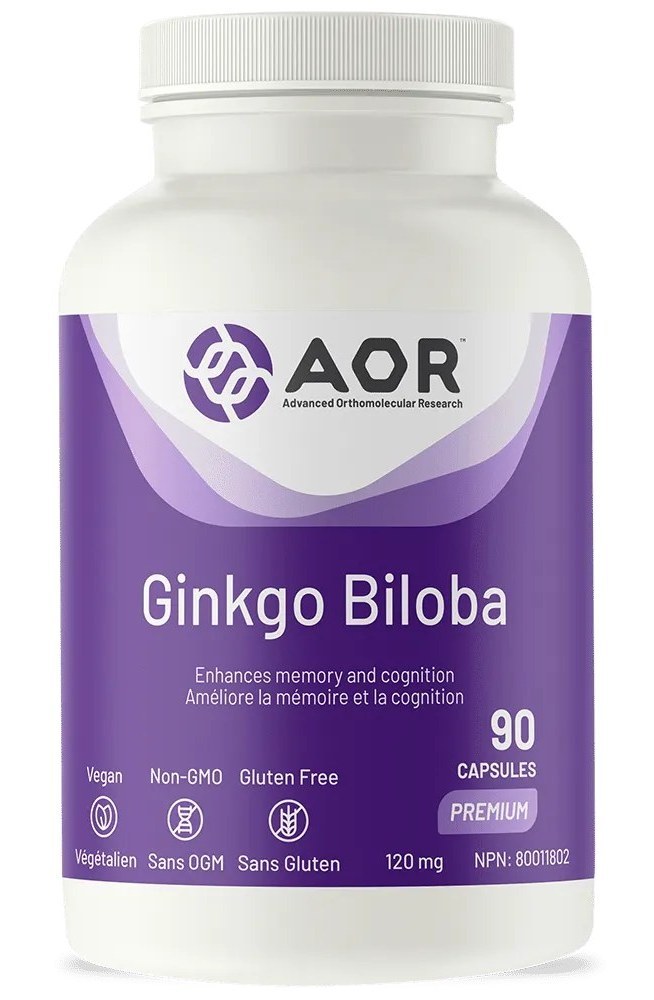 AOR™
Advanced Orthomolecular Research
Ginkgo Biloba
Enhances memory and cognition
Améliore la mémoire et la cognition
90
CAPSULES
PREMIUM
Vegan Non-GMO Gluten Free
Végétalien Sans OGM Sans Gluten 120 mg NPN: 80011802